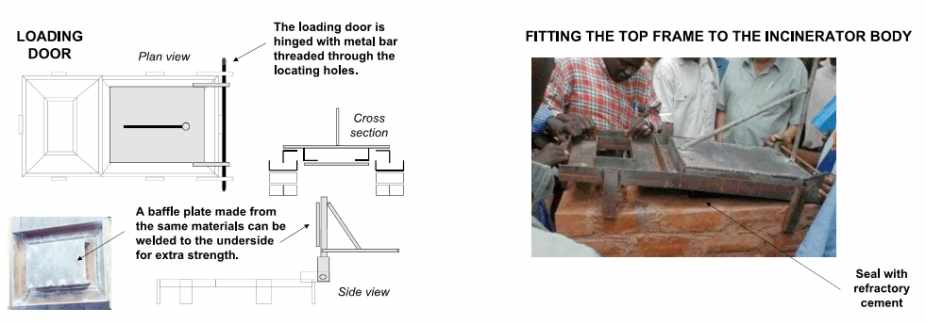 LOADING
DOOR
Plan view
The loading door is
hinged with metal bar
threaded through the
locating holes.
Cross
section
A baffle plate made from
the same materials can be
welded to the underside
for extra strength.
Side view
FITTING THE TOP FRAME TO THE INCINERATOR BODY
Seal with
refractory
cement